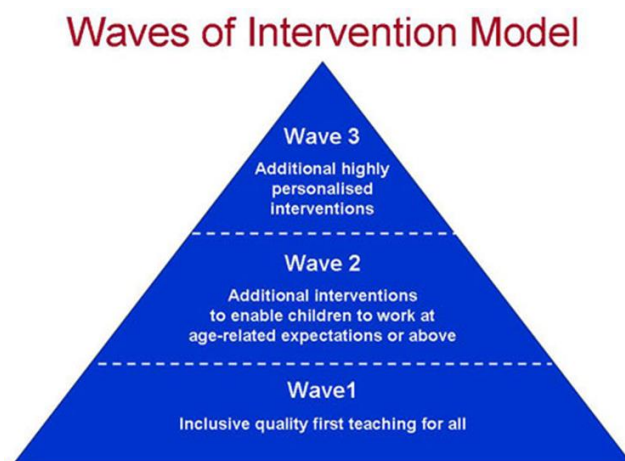 Waves of Intervention Model
Wave 3
Additional highly
personalised
interventions
Wave 2
Additional interventions
to enable children to work at
age-related expectations or above
Wave1
Inclusive quality first teaching for all